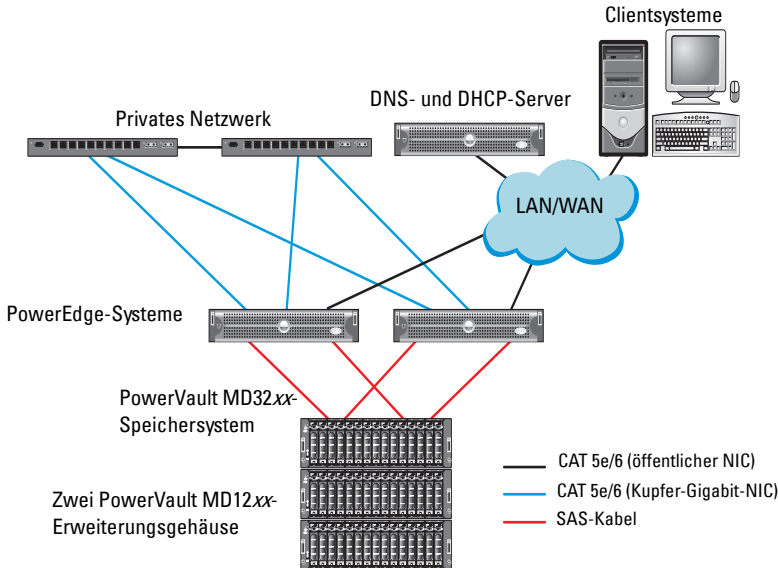 Clientsysteme
DNS- und DHCP-Server
Privates Netzwerk
LAN/WAN
PowerEdge-Systeme
PowerVault MD32xx-
Speichersystem
Zwei PowerVault MD12xx-
Erweiterungsgehäuse
CAT 5e/6 (öffentlicher NIC)
CAT 5e/6 (Kupfer-Gigabit-NIC)
SAS-Kabel